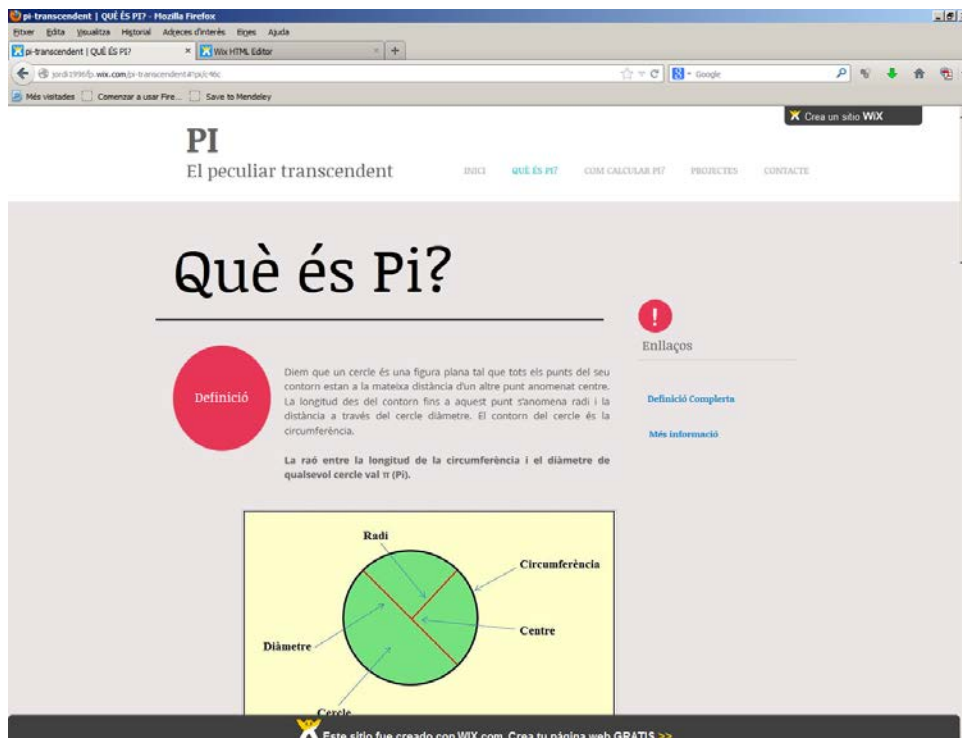 pi-transcendent | QUÈ ÉS PI? - Mozilla Firefox
Fitxer Edita Visualitza Historial Adreces d'interès Eines Ajuda
pi-transcendent | QUÈ ÉS PI? × Wix HTML Editor × +
wix.com/pi-transcendent Google
Més visitades Comenzar a usar Fire... Save to Mendeley
Crea un sitio WiX
PI
El peculiar transcendent
INICI QUÈ ÉS PI? COM CALCULAR PI? PROJECTES CONTACTE
Què és Pi?
!
Enllaços
Definició
Diem que un cercle és una figura plana tal que tots els punts del seu
contorn estan a la mateixa distància d'un altre punt anomenat centre.
La longitud des del contorn fins a aquest punt s'anomena radi i la
distància a través del cercle diàmetre. El contorn del cercle és la
circumferència.
La raó entre la longitud de la circumferència i el diàmetre de
qualsevol cercle val π (Pi).
Definició Complerta
Més informació
Radi
Circumferència
Centre
Diàmetre
Cercle
Este sitio fue creado con WIX.com. Crea tu página web GRATIS >>